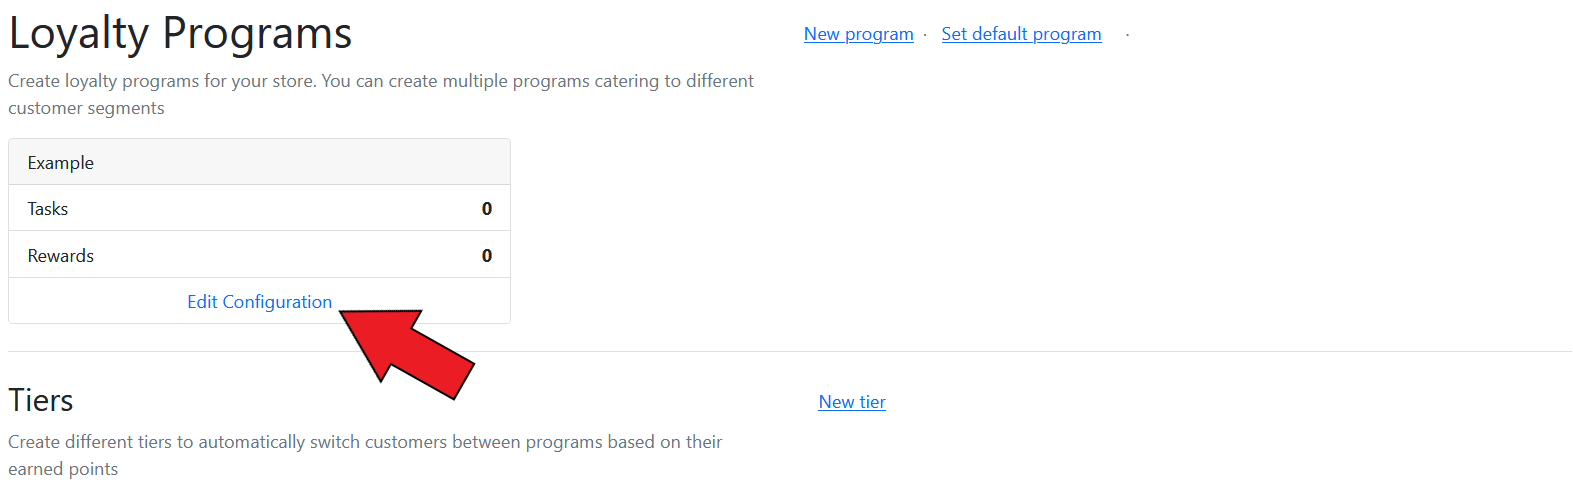 Loyalty Programs
New program · Set default program ·
Create loyalty programs for your store. You can create multiple programs catering to different
customer segments
Example
Tasks 0
Rewards 0
Edit Configuration
Tiers
New tier
Create different tiers to automatically switch customers between programs based on their
earned points